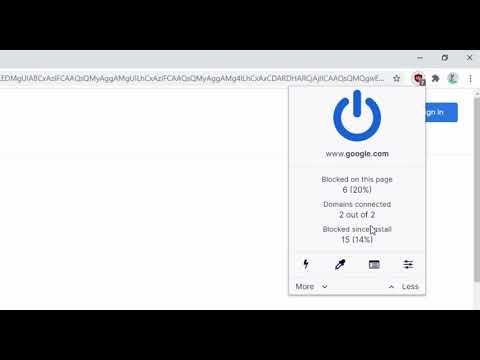 Sign in
www.google.com
Blocked on this page
6 (20%)
Domains connected
2 out of 2
Blocked since install
15 (14%)
More
Less